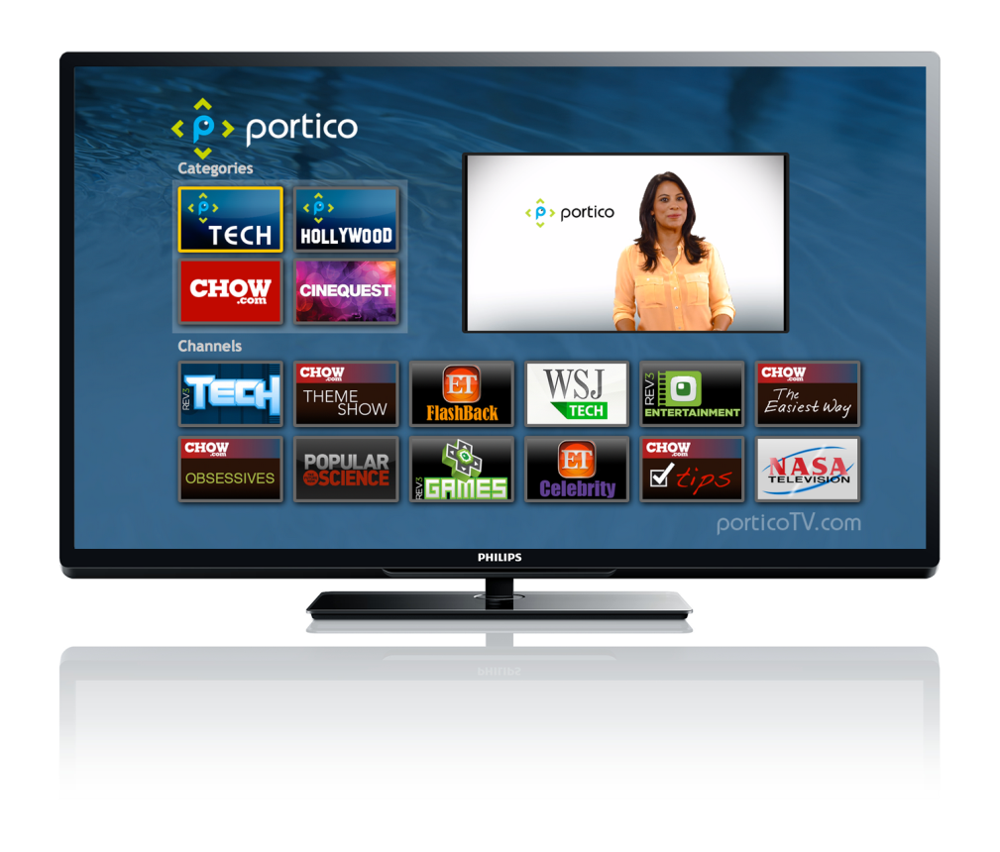 portico
Categories
TECH
HOLLYWOOD
CHOW
.com
CINEQUEST
portico
Channels
REV3
TECH
CHOW
.com
THEME
SHOW
ET
FlashBack
WSJ
TECH
REV3
ENTERTAINMENT
CHOW
.com
The
Easiest Way
CHOW
.com
OBSESSIVES
POPULAR
SCIENCE
REV3
GAMES
ET
Celebrity
CHOW
.com
tips
NASA
TELEVISION
porticoTV.com
PHILIPS